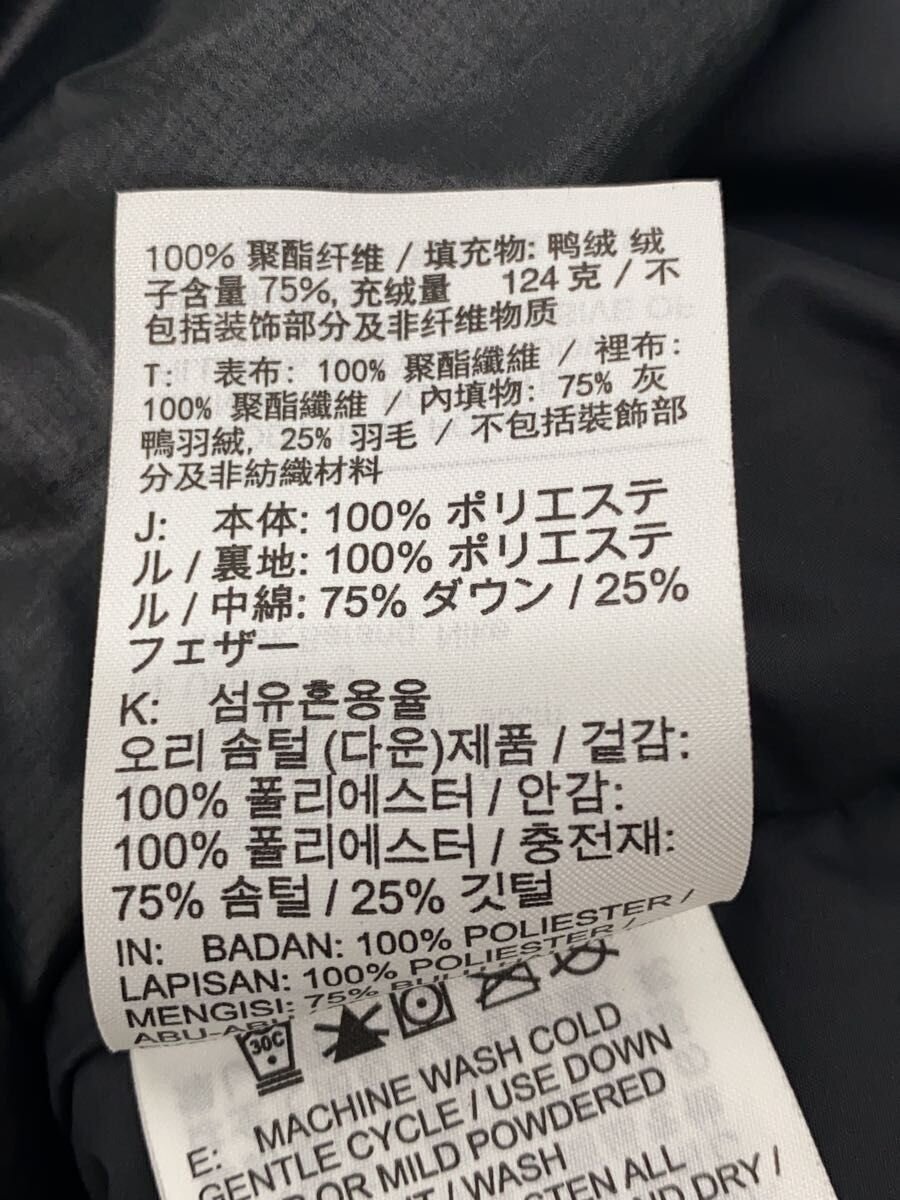 100% 聚酯纤维 / 填充物: 鸭绒 绒
子含量 75%, 充绒量 124 克 / 不
包括装饰部分及非纤维物质
T: 表布: 100% 聚酯纖維 / 裡布:
100% 聚酯纖維 / 內填物: 75% 灰
鴨羽絨, 25% 羽毛 / 不包括裝飾部
分及非紡織材料
J: 本体: 100% ポリエステ
ル / 裏地: 100% ポリエステ
ル / 中綿: 75% ダウン / 25%
フェザー
K: 섬유혼용율
오리 솜털 (다운)제품 / 겉감:
100% 폴리에스터 / 안감:
100% 폴리에스터 / 충전재:
75% 솜털 / 25% 깃털
IN: BADAN: 100% POLIESTER /
LAPISAN: 100% POLIESTER /
MENGISI: 75%
30C
E: MACHINE WASH COLD
GENTLE CYCLE / USE DOWN
OR MILD POWDERED
/ WASH
ALL
DRY /